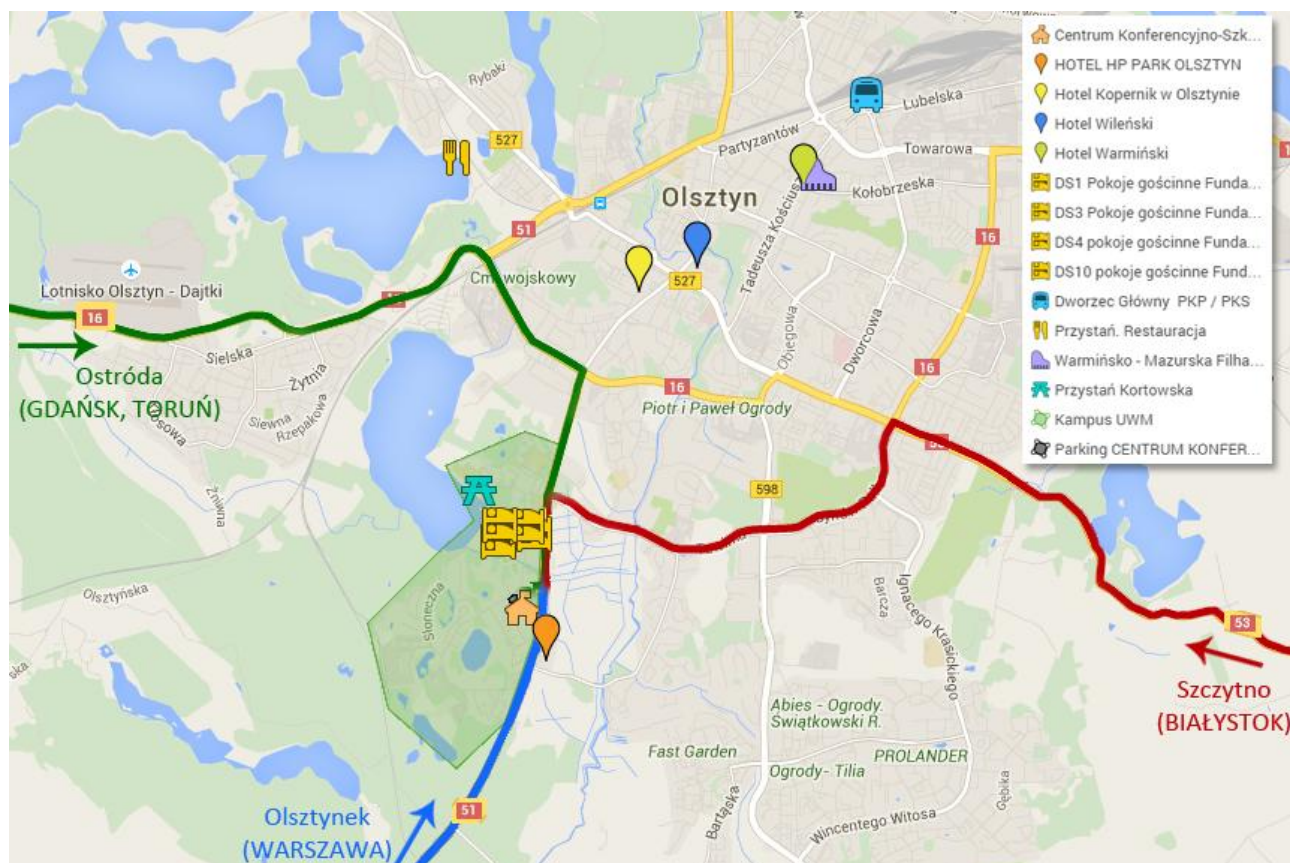 Rybaki
527
Lubelska
Partyzantów
Towarowa
Olsztyn
Kołobrzeska
51
16
Tadeusza Kościusz
Lotnisko Olsztyn - Dajtki
527
16
Sielska
Obiegowa
Dworcowa
16
16
Ostróda
(GDAŃSK, TORUŃ)
Żytnia
Siewna
Rzepakowa
Piotr i Paweł Ogrody
598
Żniwna
Olsztyńska
Słoneczna
Barcza
Ignacego Krasickiego
53
Szczytno
(BIAŁYSTOK)
Abies - Ogrody.
Świątkowski R.
Fast Garden
PROLANDER
Ogrody- Tilia
Gębika
Bartąska
Wincentego Witosa
51
Olsztynek
(WARSZAWA)
Centrum Konferencyjno-Szk...
HOTEL HP PARK OLSZTYN
Hotel Kopernik w Olsztynie
Hotel Wileński
Hotel Warmiński
DS1 Pokoje gościnne Funda...
DS3 Pokoje gościnne Funda...
DS4 pokoje gościnne Funda...
DS10 pokoje gościnne Fund...
Dworzec Główny PKP / PKS
Przystań. Restauracja
Warmińsko - Mazurska Filha...
Przystań Kortowska
Kampus UWM
Parking CENTRUM KONFER...